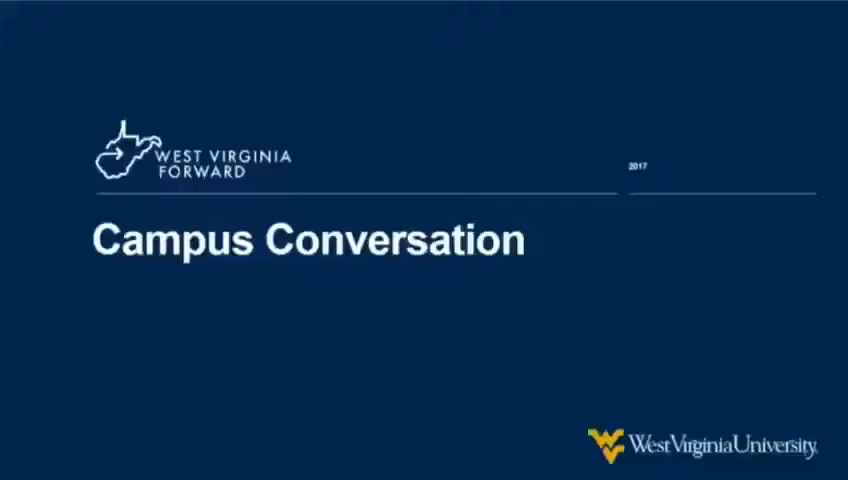 WEST VIRGINIA
FORWARD
2017
Campus Conversation
WestVirginiaUniversity